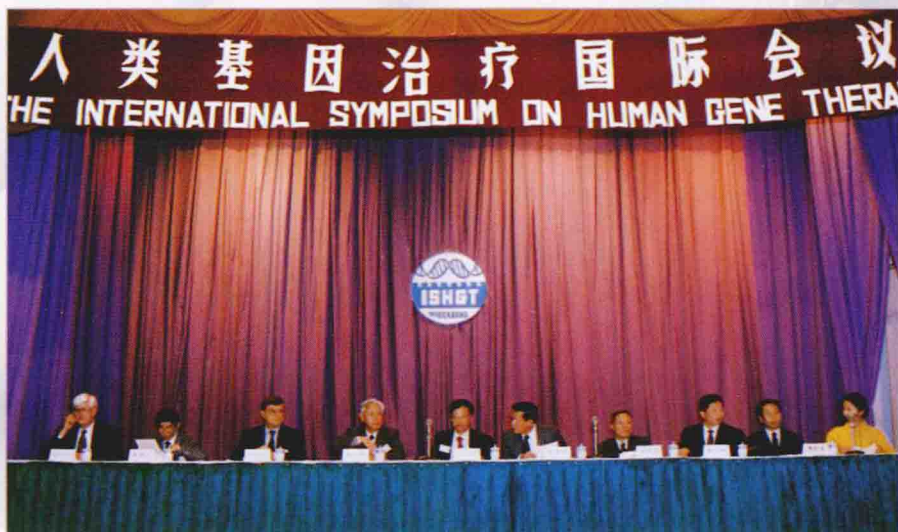 人类基因治疗国际会议
THE INTERNATIONAL SYMPOSIUM ON HUMAN GENE THERA
ISHGT